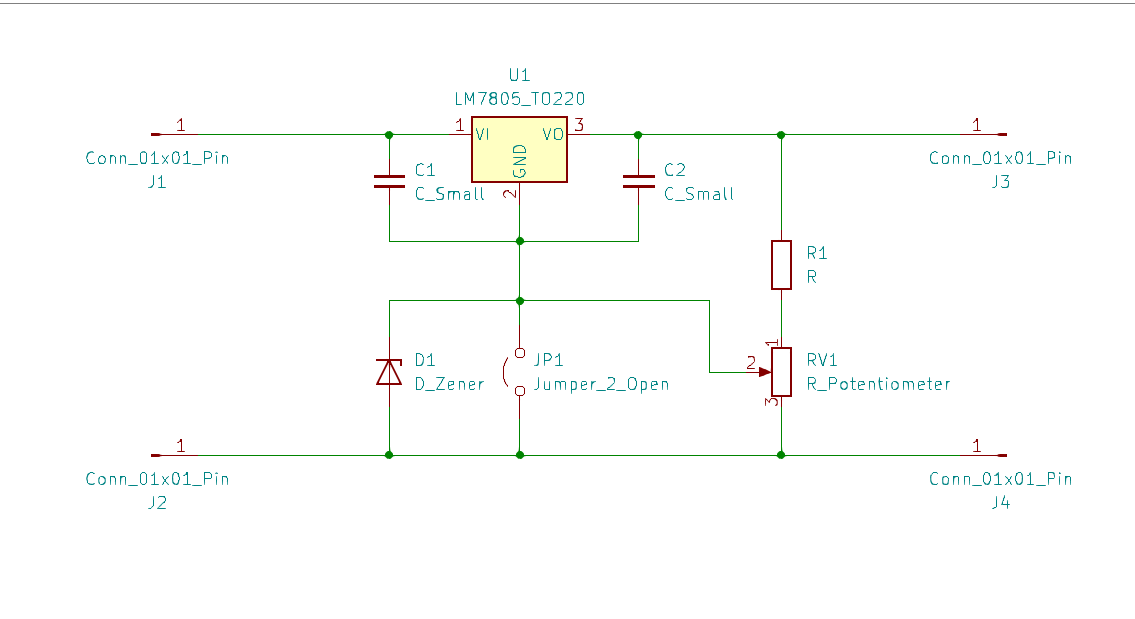 U1
LM7805_TO220
1
1
VI
VO
3
1
GND
2
Conn_01x01_Pin
J1
C1
C_Small
C2
C_Small
Conn_01x01_Pin
J3
R1
R
1
D1
D_Zener
JP1
Jumper_2_Open
2
RV1
R_Potentiometer
3
1
1
Conn_01x01_Pin
J2
Conn_01x01_Pin
J4